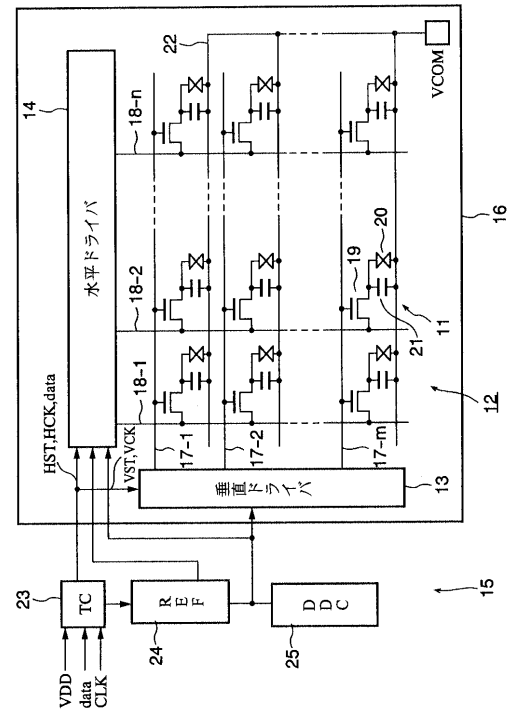 14
水平ドライバ
22
18-n
18-2
18-1
HST,HCK,data
VST,VCK
17-1
17-2
17-m
19
20
21
11
12
16
VCOM
垂直ドライバ
13
23
TC
VDD
data
CLK
REF
24
DDC
25
15